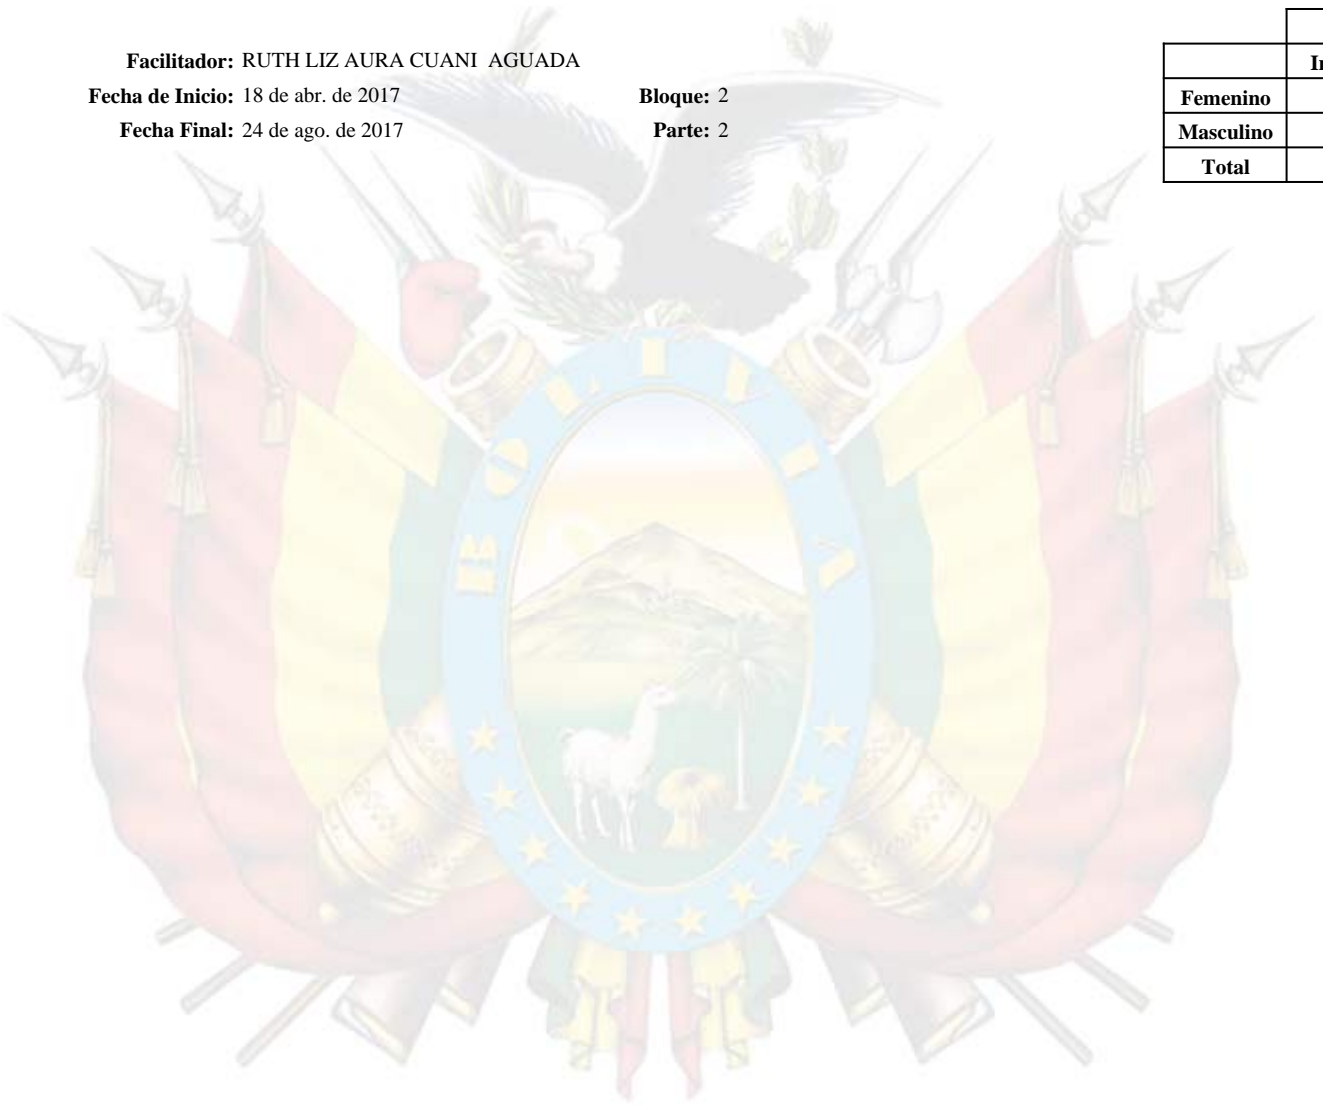 Facilitador: RUTH LIZ AURA CUANI AGUADA
Fecha de Inicio: 18 de abr. de 2017 Bloque: 2
Fecha Final: 24 de ago. de 2017 Parte: 2
Femenino
Masculino
Total
BOLIVIA